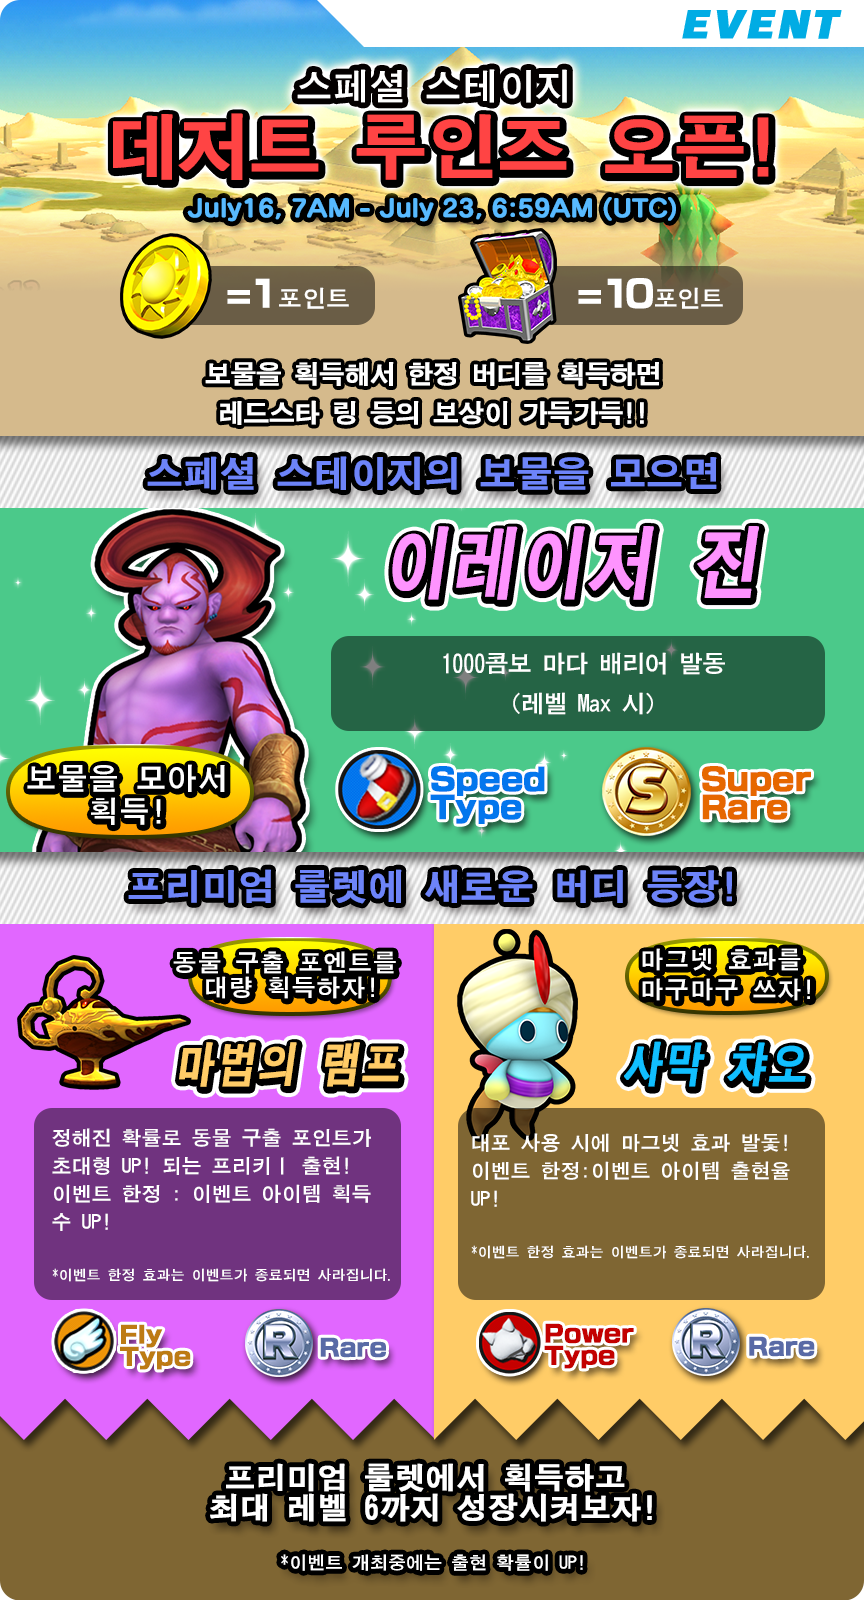 EVENT
스페셜 스테이지
데저트 루인즈 오픈!
July16, 7AM - July 23, 6:59AM (UTC)
=1 포인트
=10포인트
보물을 획득해서 한정 버디를 획득하면
레드스타 링 등의 보상이 가득가득!!
스페셜 스테이지의 보물을 모으면
이레이저 진
1000콤보 마다 배리어 발동
(레벨 Max 시)
보물을 모아서
획득!
Speed
Type
S
Super
Rare
프리미엄 룰렛에 새로운 버디 등장!
동물 구출 포엔트를
대량 획득하자!
마법의 램프
정해진 확률로 동물 구출 포인트가
초대형 UP! 되는 프리키ㅣ 출현!
이벤트 한정 : 이벤트 아이템 획득
수 UP!
*이벤트 한정 효과는 이벤트가 종료되면 사라집니다.
Fly
Type
R
Rare
마그넷 효과를
마구마구 쓰자!
사막 챠오
대포 사용 시에 마그넷 효과 발돛!
이벤트 한정:이벤트 아이템 출현율
UP!
*이벤트 한정 효과는 이벤트가 종료되면 사라집니다.
Power
Type
R
Rare
프리미엄 룰렛에서 획득하고
최대 레벨 6까지 성장시켜보자!
*이벤트 개최중에는 출현 확률이 UP!